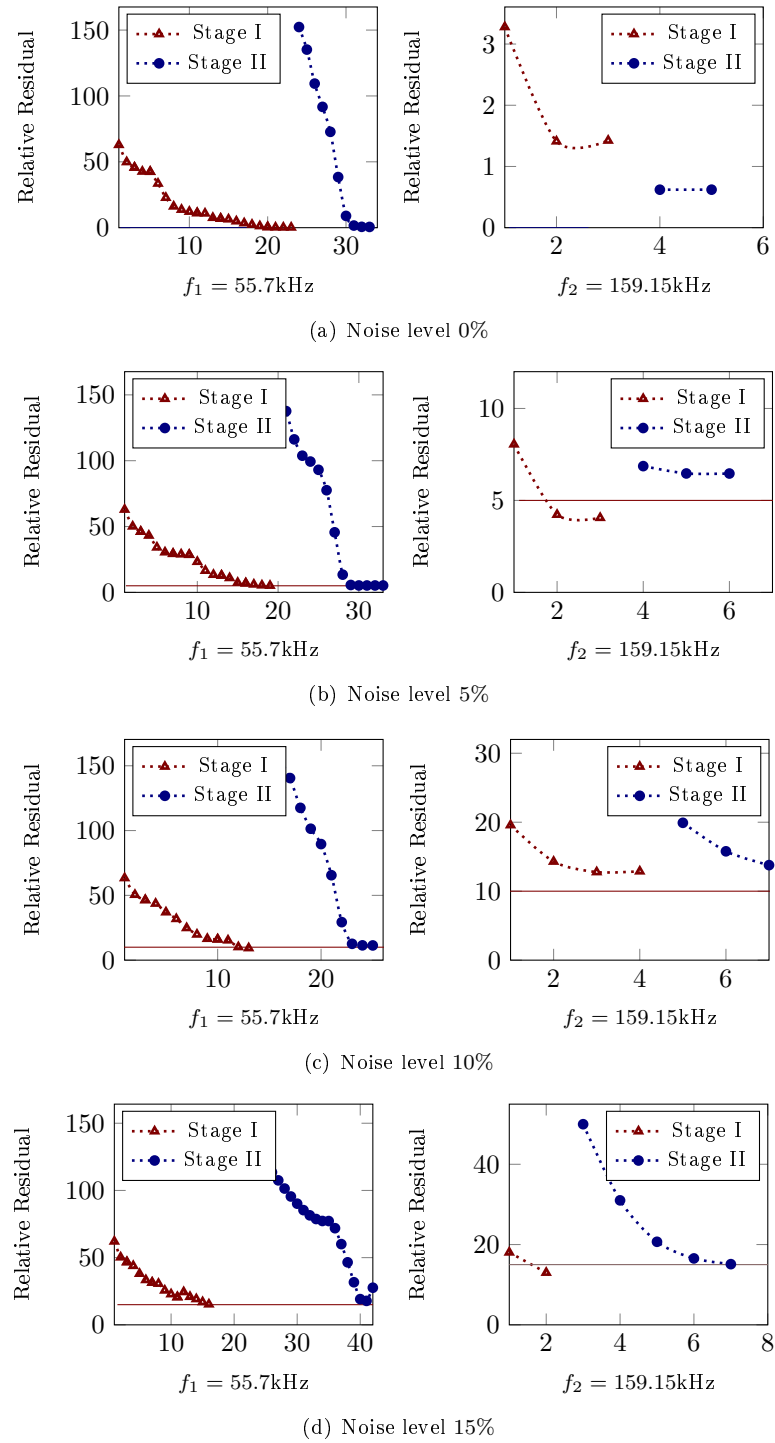 Relative Residual
150
100
50
0
Stage I
Stage II
10 20 30
f₁ = 55.7kHz
Relative Residual
3
2
1
0
Stage I
Stage II
2 4 6
f₂ = 159.15kHz
(a) Noise level 0%
Relative Residual
150
100
50
0
Stage I
Stage II
10 20 30
f₁ = 55.7kHz
Relative Residual
10
5
0
Stage I
Stage II
2 4 6
f₂ = 159.15kHz
(b) Noise level 5%
Relative Residual
150
100
50
0
Stage I
Stage II
10 20
f₁ = 55.7kHz
Relative Residual
30
20
10
0
Stage I
Stage II
2 4 6
f₂ = 159.15kHz
(c) Noise level 10%
Relative Residual
150
100
50
0
Stage I
Stage II
10 20 30 40
f₁ = 55.7kHz
Relative Residual
40
20
0
Stage I
Stage II
2 4 6 8
f₂ = 159.15kHz
(d) Noise level 15%